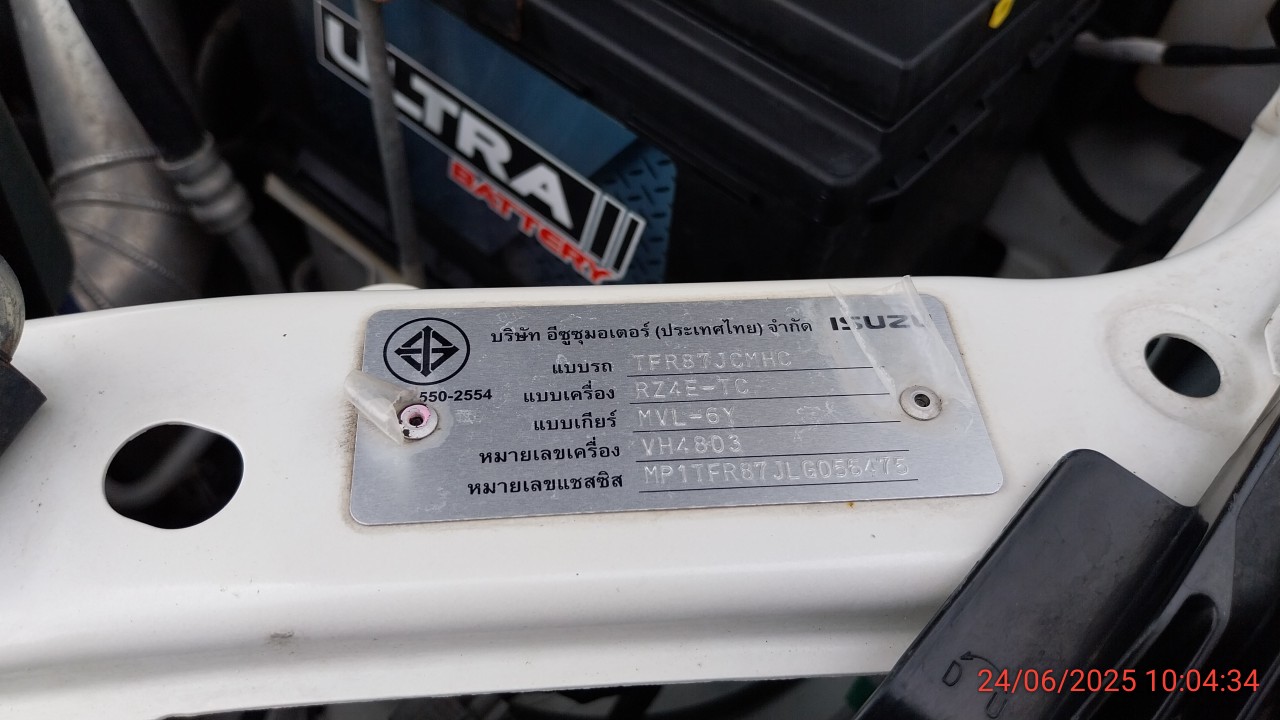 ULTRA
BATTERY
บริษัท อีซูซุมอเตอร์ (ประเทศไทย) จำกัด ISUZU
แบบรถ TFR87JCMHC
550-2554 แบบเครื่อง RZ4E-TC
แบบเกียร์ MVL-6Y
หมายเลขเครื่อง VH4803
หมายเลขแชสซิส MP1TFR87JLG056475
D
24/06/2025 10:04:34